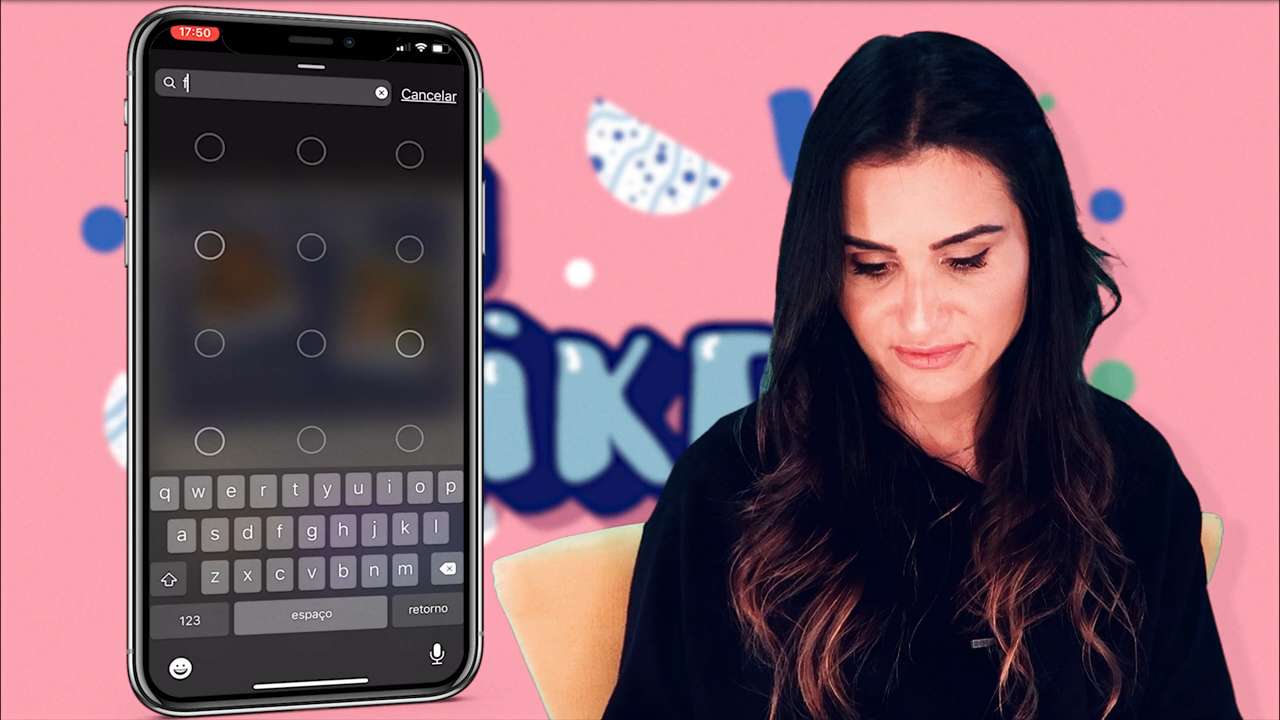 17:50
f
Cancelar
q w e r t y u i o p
a s d f g h j k l
z x c v b n m
123 espaço retorno